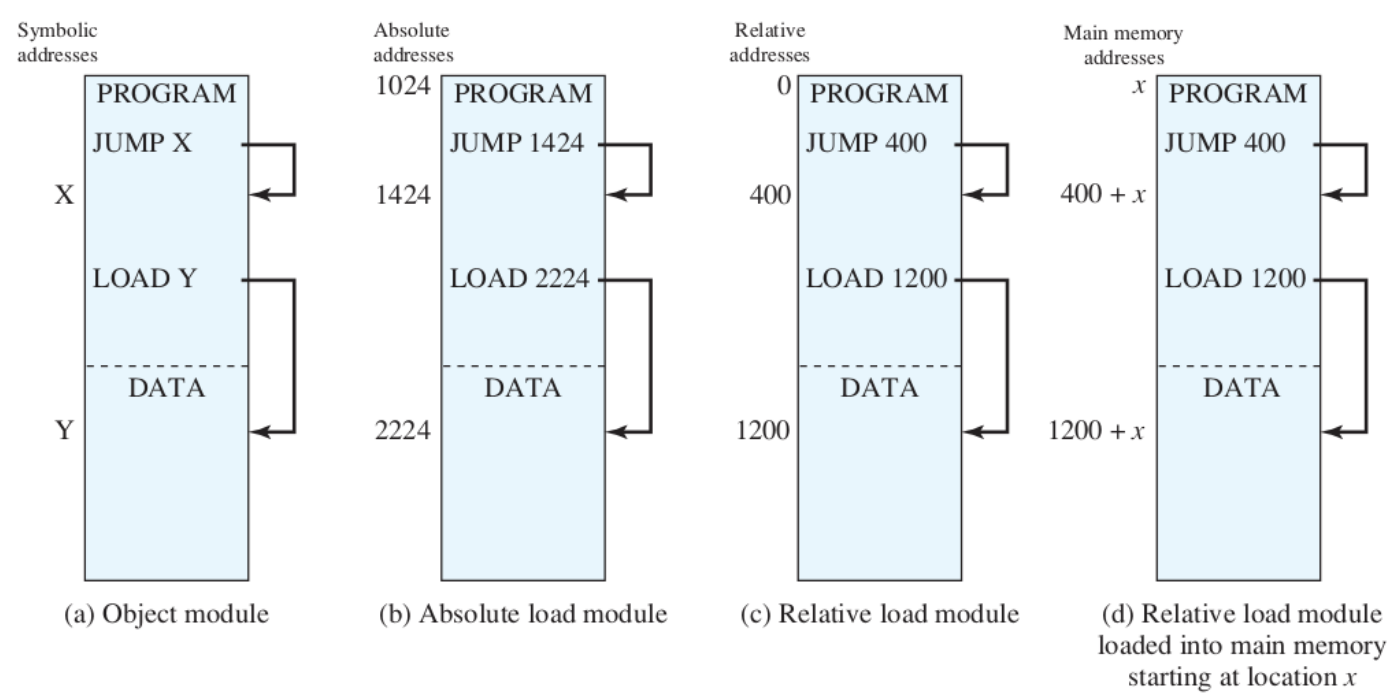 Symbolic
addresses
PROGRAM
JUMP X
X
LOAD Y
DATA
Y
(a) Object module
Absolute
addresses
1024
PROGRAM
JUMP 1424
1424
LOAD 2224
DATA
2224
(b) Absolute load module
Relative
addresses
0
PROGRAM
JUMP 400
400
LOAD 1200
DATA
1200
(c) Relative load module
Main memory
addresses
x
PROGRAM
JUMP 400
400 + x
LOAD 1200
DATA
1200 + x
(d) Relative load module
loaded into main memory
starting at location x